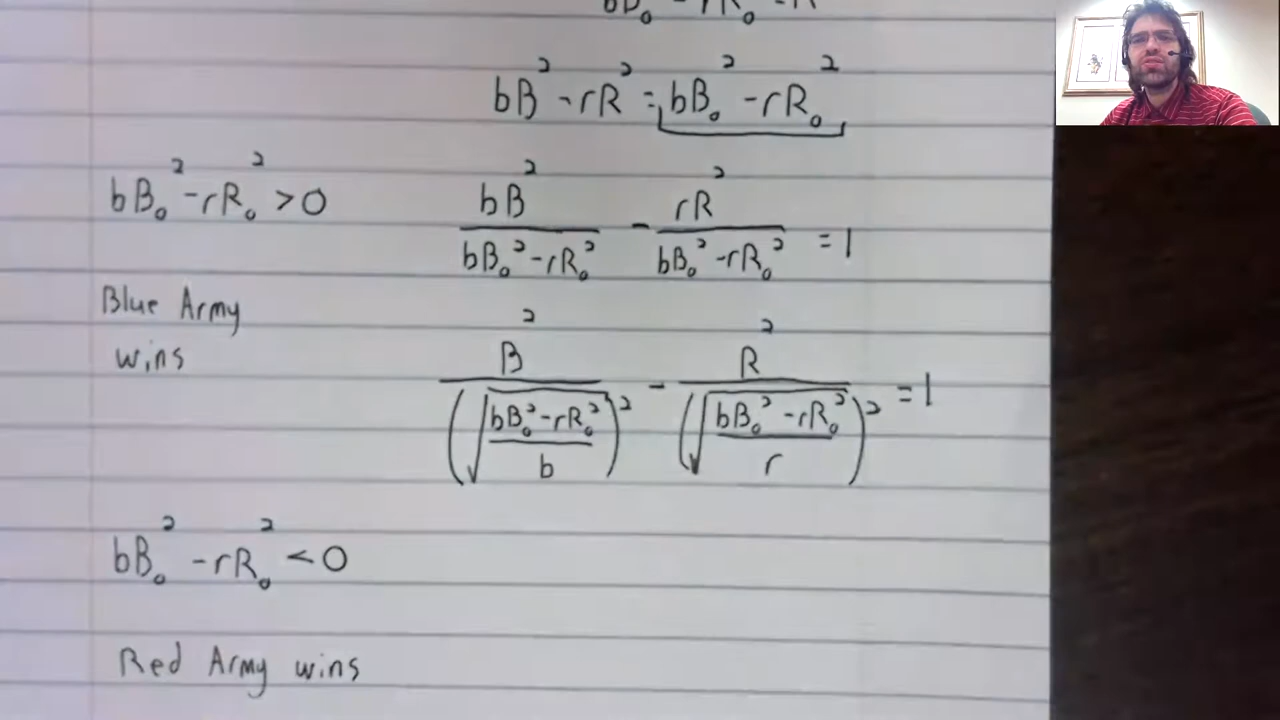 bB² - rR² = bB₀² - rR₀²
bB₀² - rR₀² > 0
bB² / (bB₀² - rR₀²) - rR² / (bB₀² - rR₀²) = 1
Blue Army
wins
B² / (√((bB₀² - rR₀²) / b))² - R² / (√((bB₀² - rR₀²) / r))² = 1
bB₀² - rR₀² < 0
Red Army wins